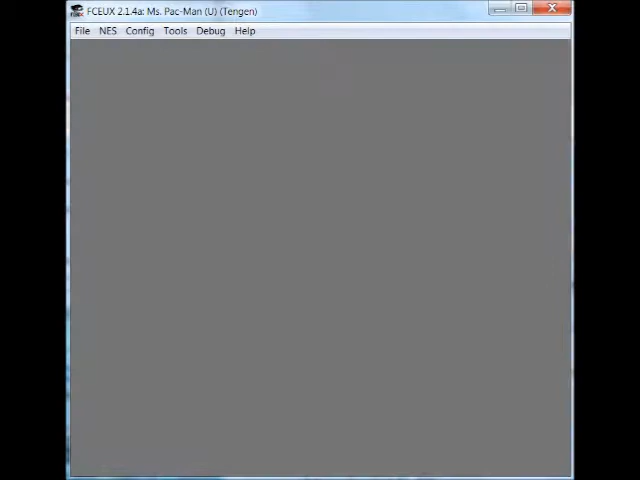 FCEUX 2.1.4a: Ms. Pac-Man (U) (Tengen)
File NES Config Tools Debug Help